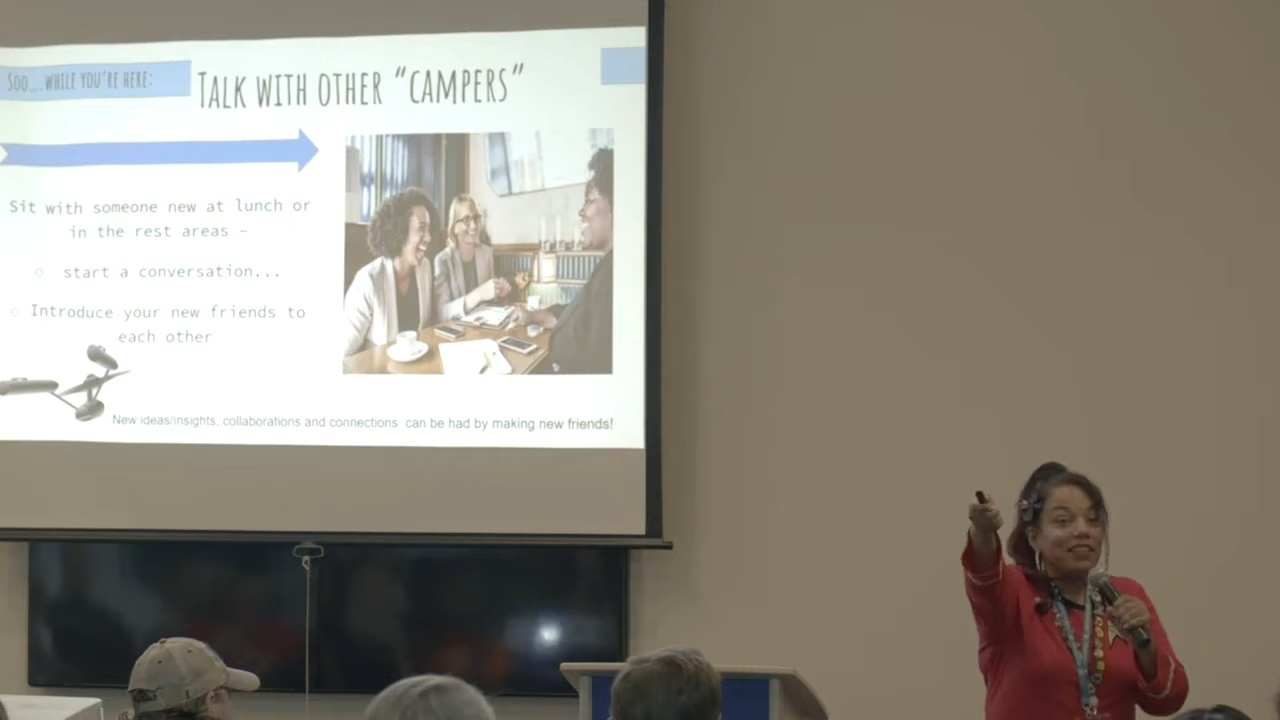 Soo....while you're here:
Talk with other “campers”
Sit with someone new at lunch or
in the rest areas –
o start a conversation...
o Introduce your new friends to
each other
New ideas/insights, collaborations and connections can be had by making new friends!